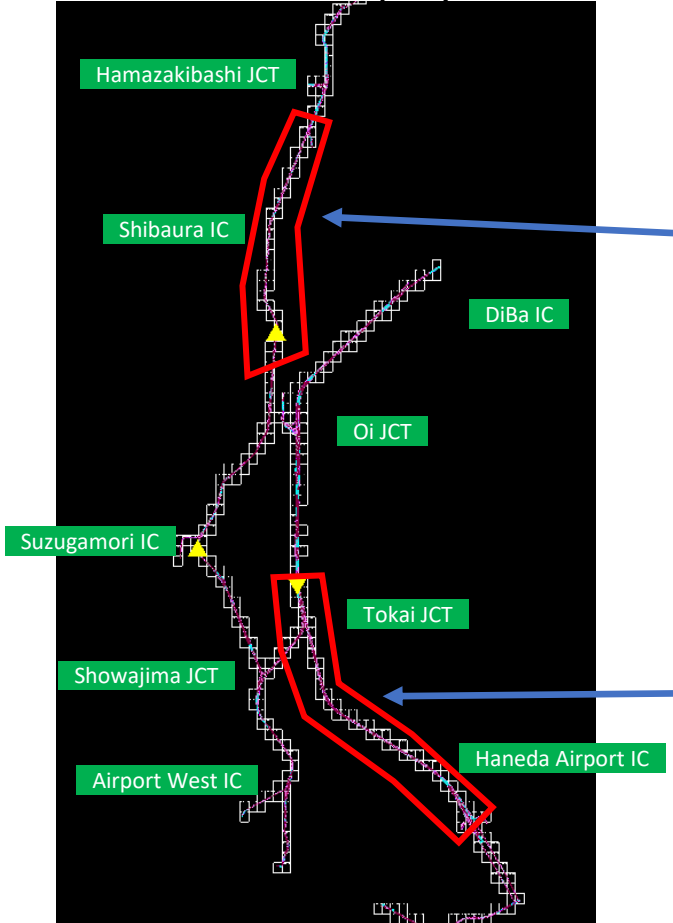 Hamazakibashi JCT
Shibaura IC
DiBa IC
Oi JCT
Suzugamori IC
Tokai JCT
Showajima JCT
Haneda Airport IC
Airport West IC